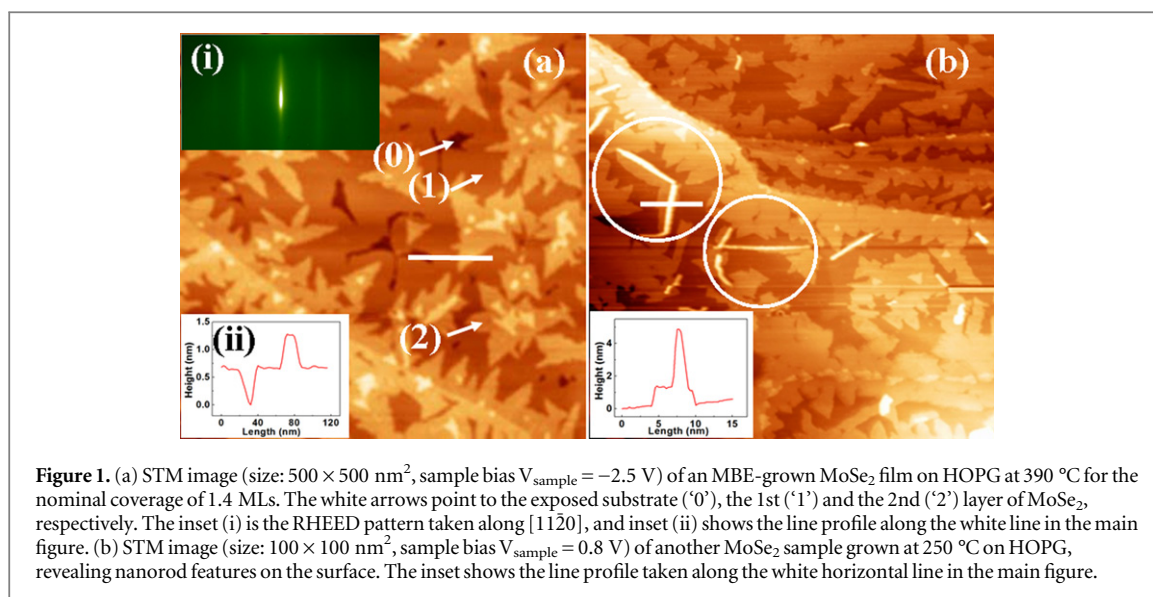 (i)
(a)
(b)
(0)
(1)
(2)
(ii)
1.5
1.0
0.5
0.0
Height (nm)
0
40
80
120
Length (nm)
4
2
0
Height (nm)
0
5
10
15
Length (nm)
Figure 1. (a) STM image (size: 500 × 500 nm², sample bias V_sample = −2.5 V) of an MBE-grown MoSe₂ film on HOPG at 390 °C for the
nominal coverage of 1.4 MLs. The white arrows point to the exposed substrate (‘0’), the 1st (‘1’) and the 2nd (‘2’) layer of MoSe₂,
respectively. The inset (i) is the RHEED pattern taken along [112̄0], and inset (ii) shows the line profile along the white line in the main
figure. (b) STM image (size: 100 × 100 nm², sample bias V_sample = 0.8 V) of another MoSe₂ sample grown at 250 °C on HOPG,
revealing nanorod features on the surface. The inset shows the line profile taken along the white horizontal line in the main figure.